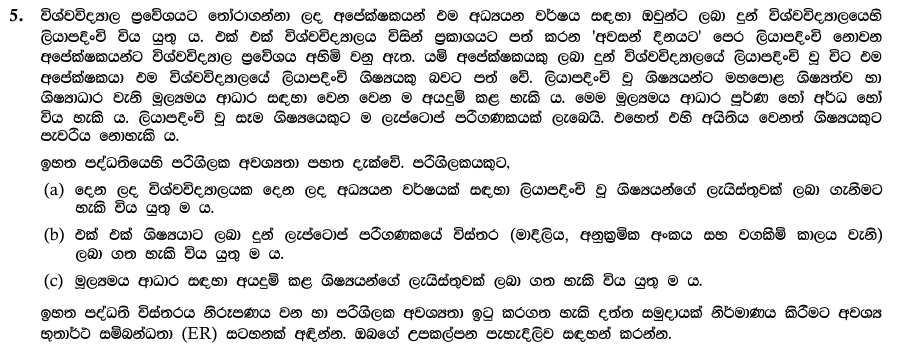 5. විශ්වවිද්‍යාල ප්‍රවේශයට තෝරාගන්නා ලද අපේක්ෂකයන් එම අධ්‍යයන වර්ෂය සඳහා ඔවුන්ට ලබා දුන් විශ්වවිද්‍යාලයෙහි
ලියාපදිංචි විය යුතු ය. එක් එක් විශ්වවිද්‍යාලය විසින් ප්‍රකාශයට පත් කරන 'අවසන් දිනයට' පෙර ලියාපදිංචි නොවන
අපේක්ෂකයන්ට විශ්වවිද්‍යාල ප්‍රවේශය අහිමි වනු ඇත. යම් අපේක්ෂකයකු ලබා දුන් විශ්වවිද්‍යාලයේ ලියාපදිංචි වූ විට එම
අපේක්ෂකයා එම විශ්වවිද්‍යාලයේ ලියාපදිංචි ශිෂ්‍යයකු බවට පත් වේ. ලියාපදිංචි වූ ශිෂ්‍යයන්ට මහපොළ ශිෂ්‍යත්ව හා
ශිෂ්‍යාධාර වැනි මූල්‍යමය ආධාර සඳහා වෙන වෙන ම අයදුම් කළ හැකි ය. මෙම මූල්‍යමය ආධාර පූර්ණ හෝ අර්ධ හෝ
විය හැකි ය. ලියාපදිංචි වූ සෑම ශිෂ්‍යයෙකුට ම ලැප්ටොප් පරිගණකයක් ලැබෙයි. එහෙත් එහි අයිතිය වෙනත් ශිෂ්‍යයකුට
පැවරිය නොහැකි ය.
ඉහත පද්ධතියෙහි පරිශීලක අවශ්‍යතා පහත දැක්වේ. පරිශීලකයකුට,
(a) දෙන ලද විශ්වවිද්‍යාලයක දෙන ලද අධ්‍යයන වර්ෂයක් සඳහා ලියාපදිංචි වූ ශිෂ්‍යයන්ගේ ලැයිස්තුවක් ලබා ගැනීමට
හැකි විය යුතු ම ය.
(b) එක් එක් ශිෂ්‍යයාට ලබා දුන් ලැප්ටොප් පරිගණකයේ විස්තර (මාදිලිය, අනුක්‍රමික අංකය සහ වගකීම් කාලය වැනි)
ලබා ගත හැකි විය යුතු ම ය.
(c) මූල්‍යමය ආධාර සඳහා අයදුම් කළ ශිෂ්‍යයන්ගේ ලැයිස්තුවක් ලබා ගත හැකි විය යුතු ම ය.
ඉහත පද්ධති විස්තරය නිරූපණය වන හා පරිශීලක අවශ්‍යතා ඉටු කරගත හැකි දත්ත සමුදායක් නිර්මාණය කිරීමට අවශ්‍ය
භූතාර්ථ සම්බන්ධතා (ER) සටහනක් අඳින්න. ඔබගේ උපකල්පන පැහැදිලිව සඳහන් කරන්න.